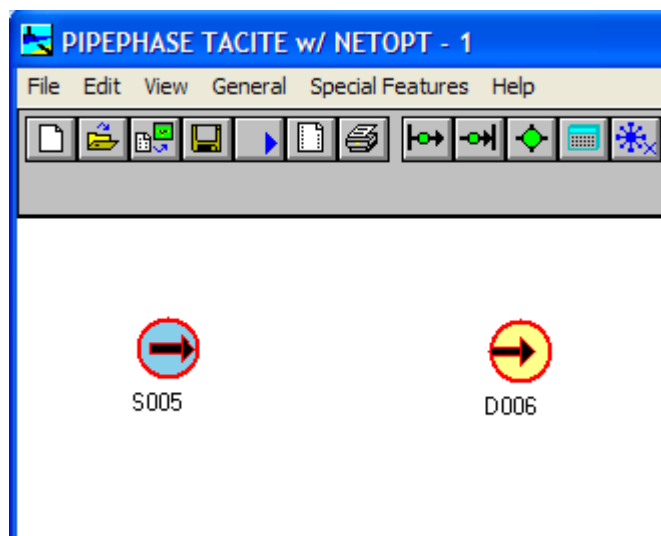 PIPEPHASE TACITE w/ NETOPT - 1
File Edit View General Special Features Help
S005 D006